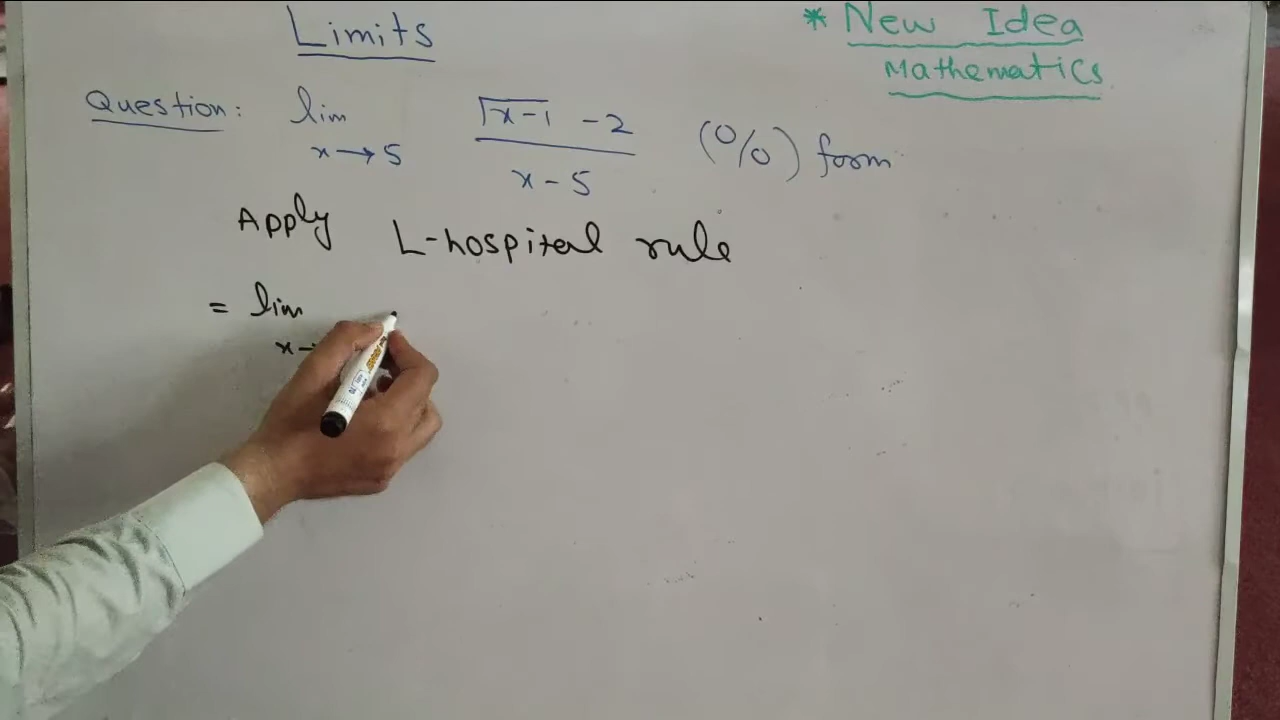 Limits
* New Idea
Mathematics
Question: lim x→5 (√(x-1) - 2)/(x - 5) (0/0) form
Apply L-hospital rule
= lim
x→